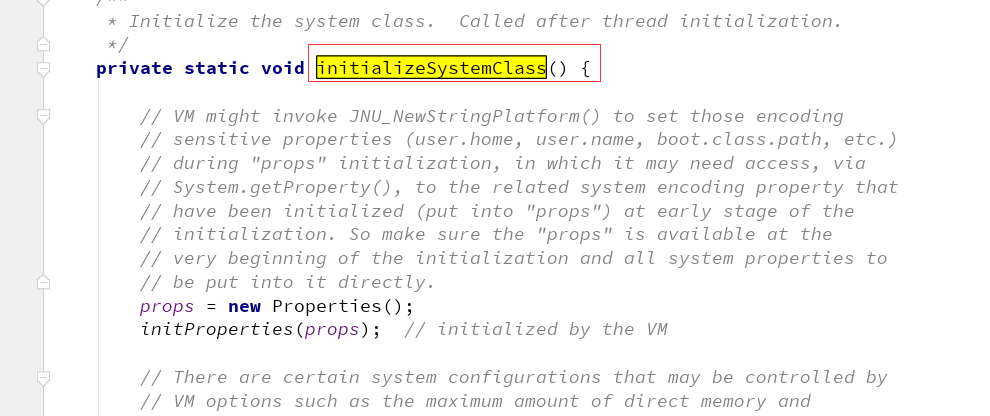 /**
* Initialize the system class.  Called after thread initialization.
*/
private static void initializeSystemClass() {
// VM might invoke JNU_NewStringPlatform() to set those encoding
// sensitive properties (user.home, user.name, boot.class.path, etc.)
// during "props" initialization, in which it may need access, via
// System.getProperty(), to the related system encoding property that
// have been initialized (put into "props") at early stage of the
// initialization. So make sure the "props" is available at the
// very beginning of the initialization and all system properties to
// be put into it directly.
props = new Properties();
initProperties(props);  // initialized by the VM
// There are certain system configurations that may be controlled by
// VM options such as the maximum amount of direct memory and